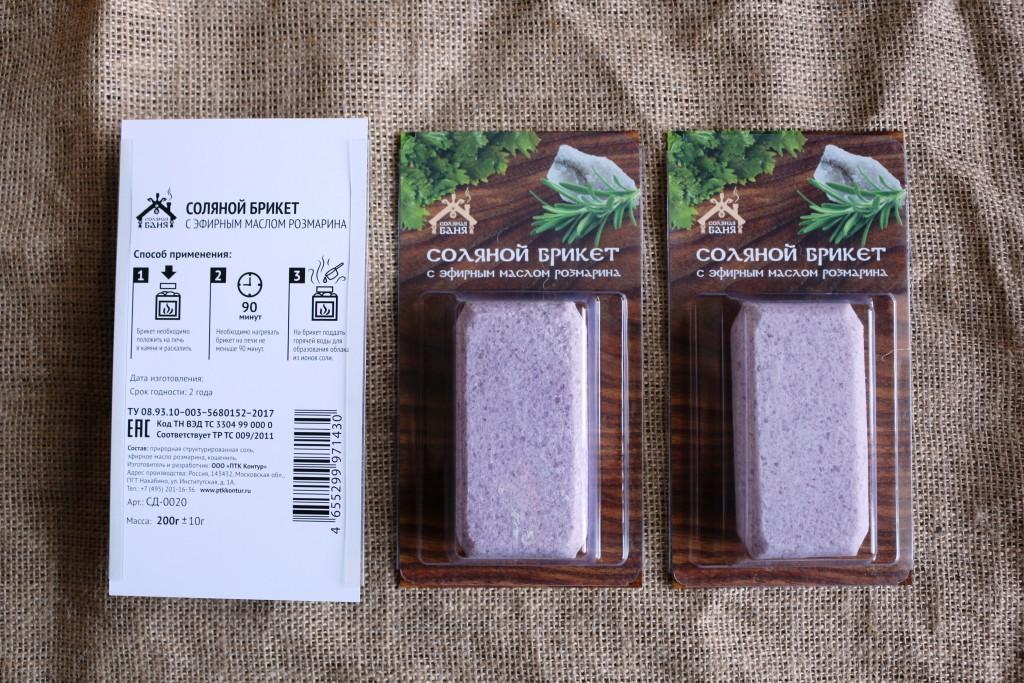 СОЛЯНАЯ
БАНЯ
СОЛЯНОЙ БРИКЕТ
С ЭФИРНЫМ МАСЛОМ РОЗМАРИНА
Способ применения:
1
Брикет необходимо
положить на печь
в камни и раскалить.
2
90
минут
Необходимо нагревать
брикет на печи не
меньше 90 минут.
3
На брикет поддать
горячей воды для
образования облака
из ионов соли.
Дата изготовления:
Срок годности: 2 года
ТУ 08.93.10-003-5680152-2017
ЕАС
Код ТН ВЭД ТС 3304 99 000 0
Соответствует ТР ТС 009/2011
Состав: природная структурированная соль,
эфирное масло розмарина, кошениль.
Изготовитель и разработчик: ООО «ПТК Контур»
Адрес производства: Россия, 143432, Московская обл.,
ПГТ Нахабино, ул. Институтская, д. 1А.
Тел.: +7 (495) 201-16-36 www.ptkkontur.ru
Арт.: СД-0020
Масса: 200г ±10г
4 655299 971430
СОЛЯНАЯ
БАНЯ
СОЛЯНОЙ БРИКЕТ
С ЭФИРНЫМ МАСЛОМ РОЗМАРИНА
СОЛЯНАЯ
БАНЯ
СОЛЯНОЙ БРИКЕТ
С ЭФИРНЫМ МАСЛОМ РОЗМАРИНА